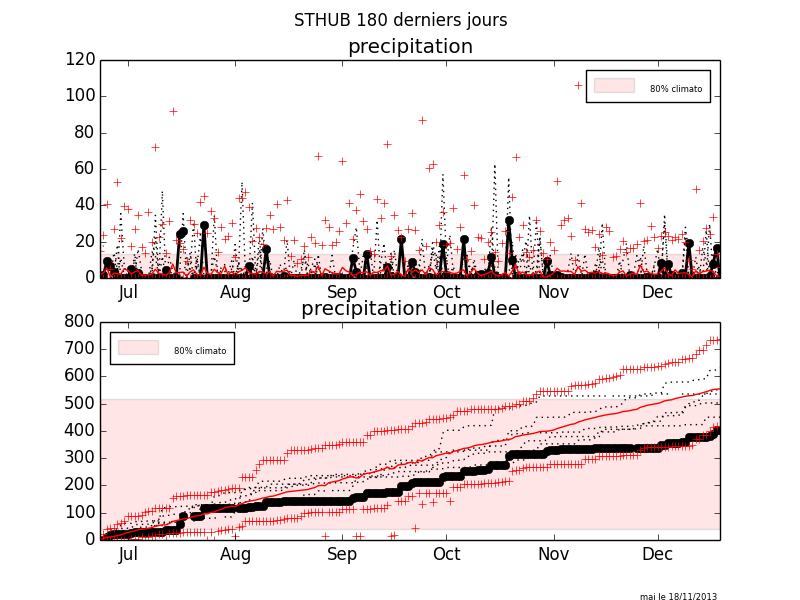 STHUB 180 derniers jours
precipitation
120
100
80
60
40
20
0
80% climato
Jul Aug Sep Oct Nov Dec
precipitation cumulee
800
700
600
500
400
300
200
100
0
80% climato
Jul Aug Sep Oct Nov Dec
maj le 18/11/2013